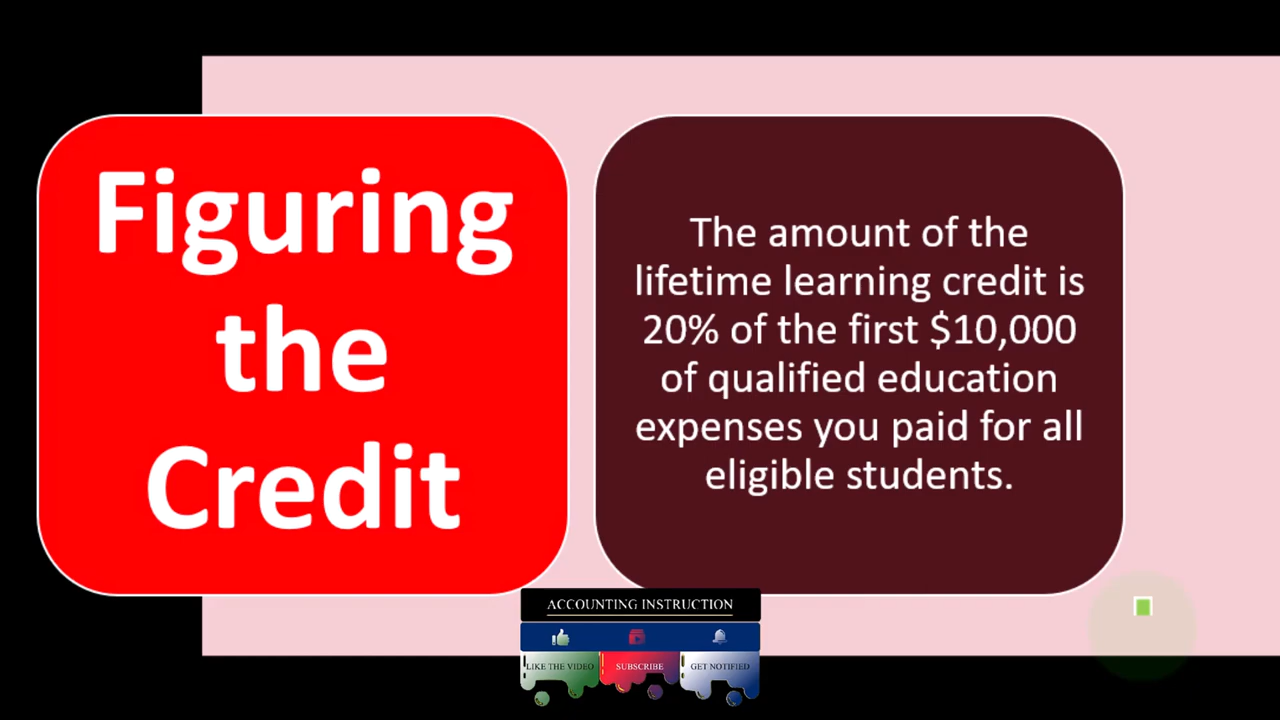 Figuring
the
Credit
The amount of the
lifetime learning credit is
20% of the first $10,000
of qualified education
expenses you paid for all
eligible students.
ACCOUNTING INSTRUCTION
LIKE THE VIDEO
SUBSCRIBE
GET NOTIFIED